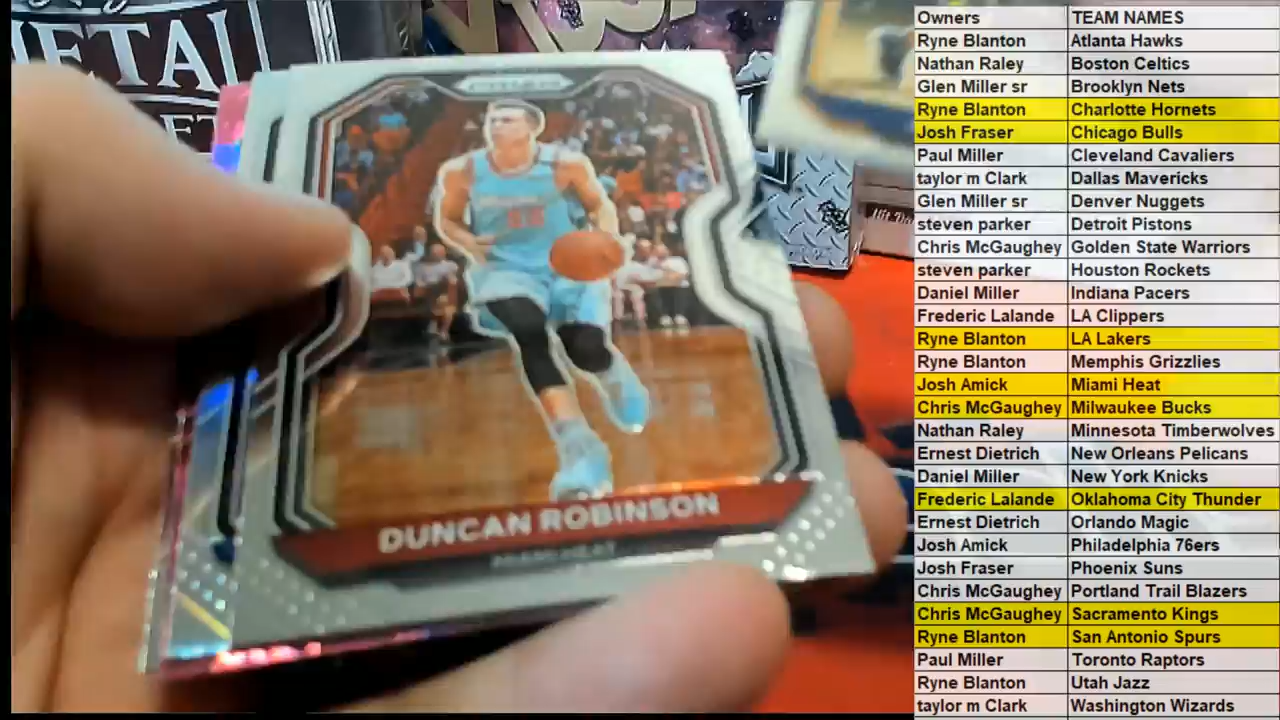 DUNCAN ROBINSON
Owners TEAM NAMES
Ryne Blanton Atlanta Hawks
Nathan Raley Boston Celtics
Glen Miller sr Brooklyn Nets
Ryne Blanton Charlotte Hornets
Josh Fraser Chicago Bulls
Paul Miller Cleveland Cavaliers
taylor m Clark Dallas Mavericks
Glen Miller sr Denver Nuggets
steven parker Detroit Pistons
Chris McGaughey Golden State Warriors
steven parker Houston Rockets
Daniel Miller Indiana Pacers
Frederic Lalande LA Clippers
Ryne Blanton LA Lakers
Ryne Blanton Memphis Grizzlies
Josh Amick Miami Heat
Chris McGaughey Milwaukee Bucks
Nathan Raley Minnesota Timberwolves
Ernest Dietrich New Orleans Pelicans
Daniel Miller New York Knicks
Frederic Lalande Oklahoma City Thunder
Ernest Dietrich Orlando Magic
Josh Amick Philadelphia 76ers
Josh Fraser Phoenix Suns
Chris McGaughey Portland Trail Blazers
Chris McGaughey Sacramento Kings
Ryne Blanton San Antonio Spurs
Paul Miller Toronto Raptors
Ryne Blanton Utah Jazz
taylor m Clark Washington Wizards